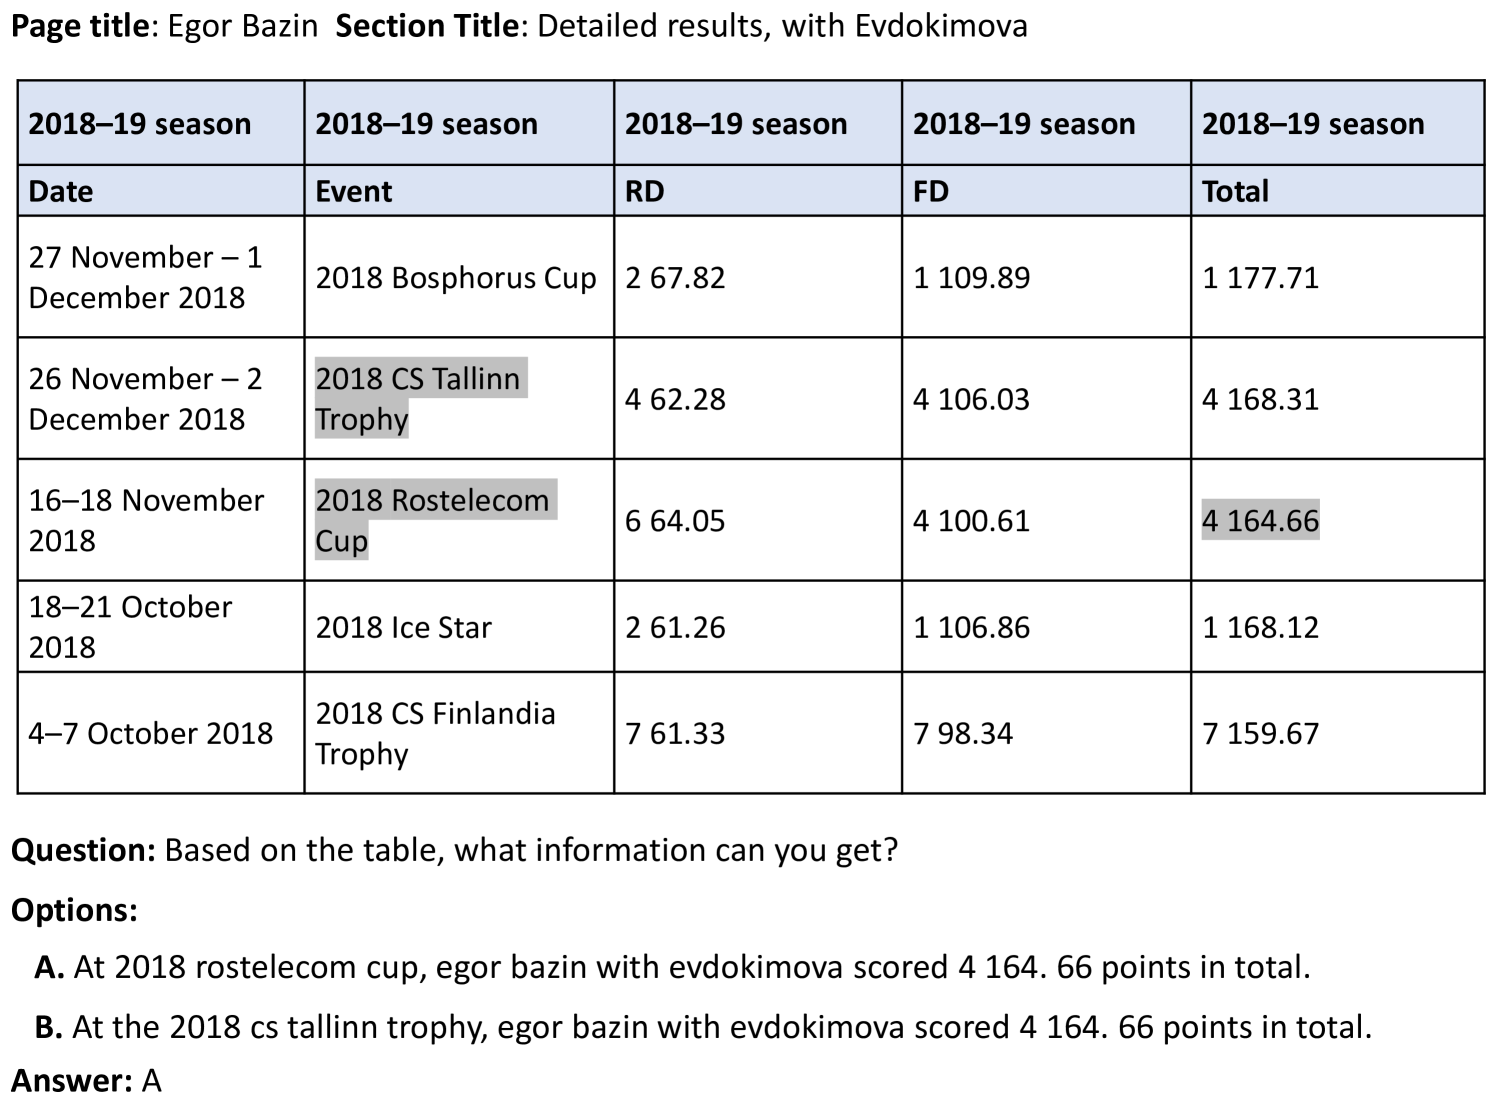 Page title: Egor Bazin  Section Title: Detailed results, with Evdokimova
2018–19 season 2018–19 season 2018–19 season 2018–19 season 2018–19 season
Date Event RD FD Total
27 November – 1
December 2018
2018 Bosphorus Cup 2 67.82 1 109.89 1 177.71
26 November – 2
December 2018
2018 CS Tallinn
Trophy
4 62.28 4 106.03 4 168.31
16–18 November
2018
2018 Rostelecom
Cup
6 64.05 4 100.61 4 164.66
18–21 October
2018
2018 Ice Star 2 61.26 1 106.86 1 168.12
4–7 October 2018
2018 CS Finlandia
Trophy
7 61.33 7 98.34 7 159.67
Question: Based on the table, what information can you get?
Options:
A. At 2018 rostelecom cup, egor bazin with evdokimova scored 4 164. 66 points in total.
B. At the 2018 cs tallinn trophy, egor bazin with evdokimova scored 4 164. 66 points in total.
Answer: A